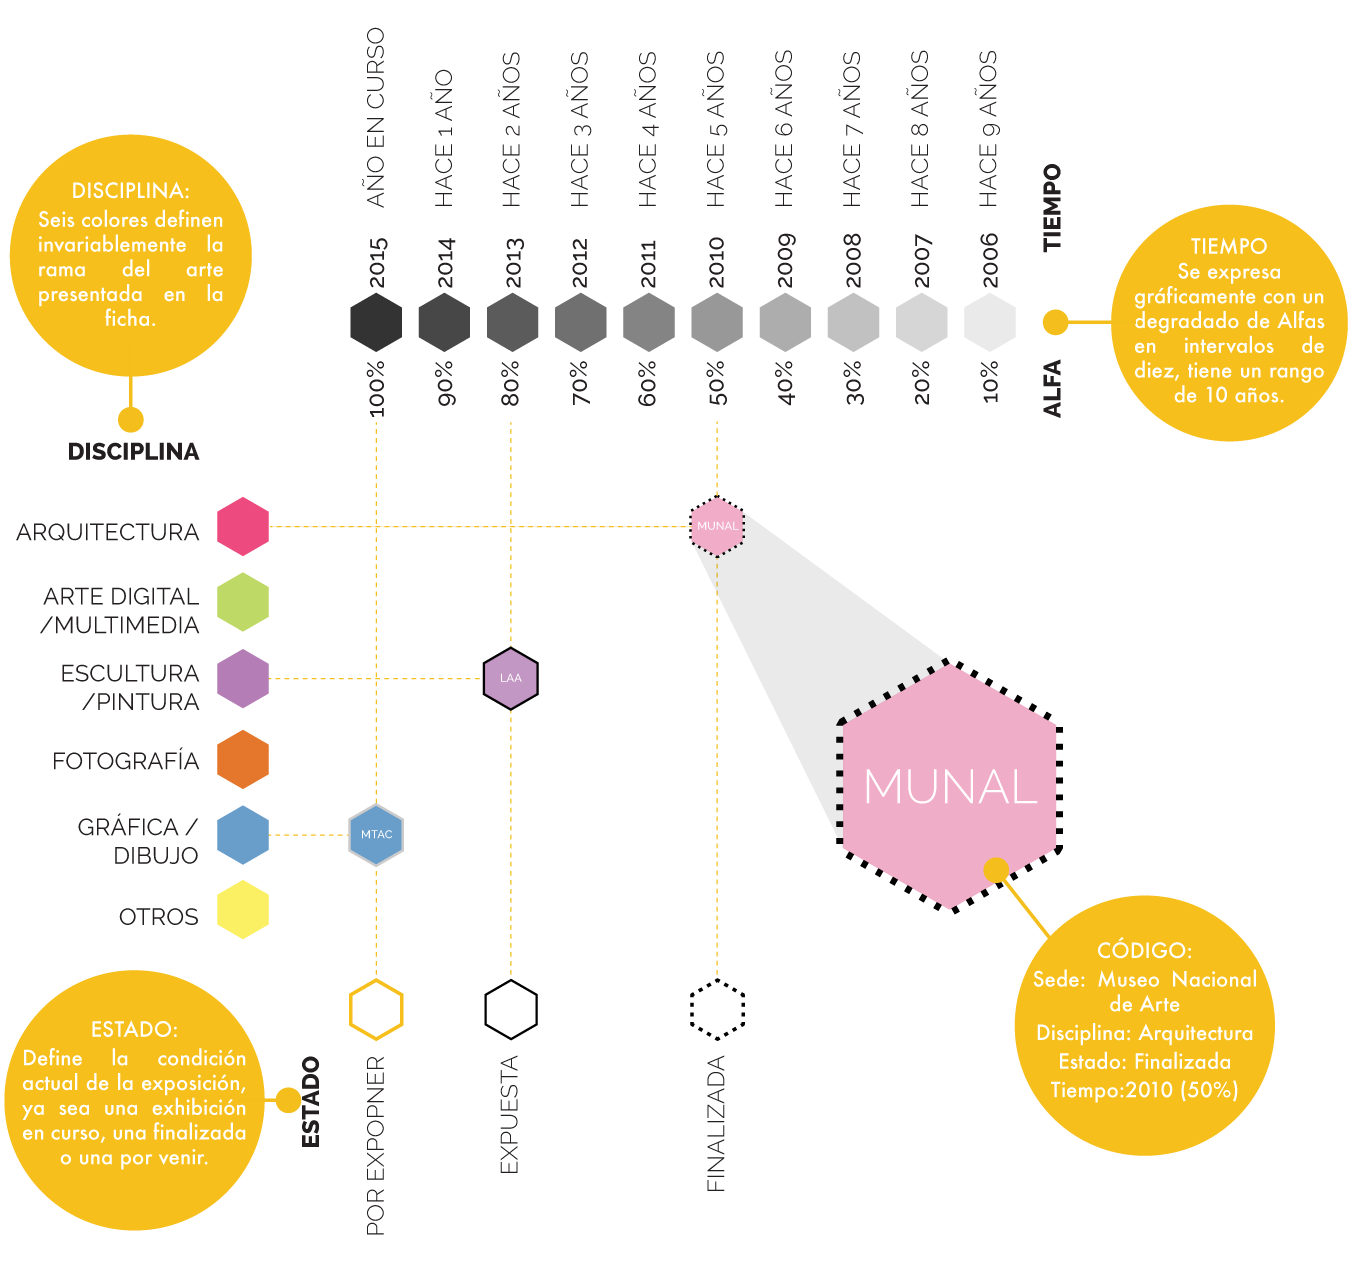 AÑO EN CURSO
HACE 1 AÑO
HACE 2 AÑOS
HACE 3 AÑOS
HACE 4 AÑOS
HACE 5 AÑOS
HACE 6 AÑOS
HACE 7 AÑOS
HACE 8 AÑOS
HACE 9 AÑOS
TIEMPO
2015
2014
2013
2012
2011
2010
2009
2008
2007
2006
100%
90%
80%
70%
60%
50%
40%
30%
20%
10%
ALFA
DISCIPLINA:
Seis colores definen
invariablemente la
rama del arte
presentada en la
ficha.
TIEMPO
Se expresa
gráficamente con un
degradado de Alfas
en intervalos de
diez, tiene un rango
de 10 años.
DISCIPLINA
ARQUITECTURA
MUNAL
ARTE DIGITAL
/MULTIMEDIA
ESCULTURA
/PINTURA
LAA
FOTOGRAFÍA
GRÁFICA /
DIBUJO
MTAC
OTROS
MUNAL
CÓDIGO:
Sede: Museo Nacional
de Arte
Disciplina: Arquitectura
Estado: Finalizada
Tiempo:2010 (50%)
ESTADO:
Define la condición
actual de la exposición,
ya sea una exhibición
en curso, una finalizada
o una por venir.
ESTADO
POR EXPOPNER
EXPUESTA
FINALIZADA